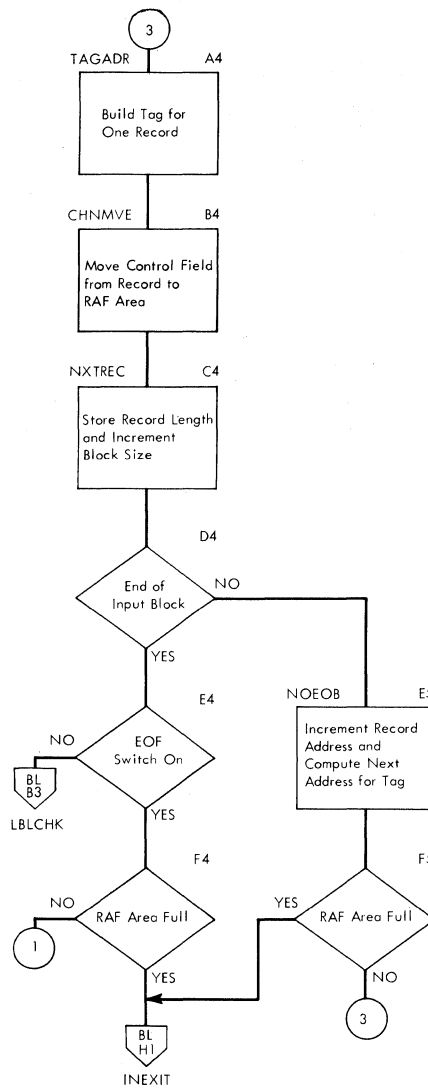 3
TAGADR A4
Build Tag for
One Record
CHNMVE B4
Move Control Field
from Record to
RAF Area
NXTREC C4
Store Record Length
and Increment
Block Size
D4
End of
Input Block
NO
YES
E4
NO
EOF
Switch On
BL
B3
LBLCHK
YES
F4
NO
RAF Area Full
1
YES
NOEOB
Increment Record
Address and
Compute Next
Address for Tag
YES
RAF Area Full
NO
3
BL
H1
INEXIT